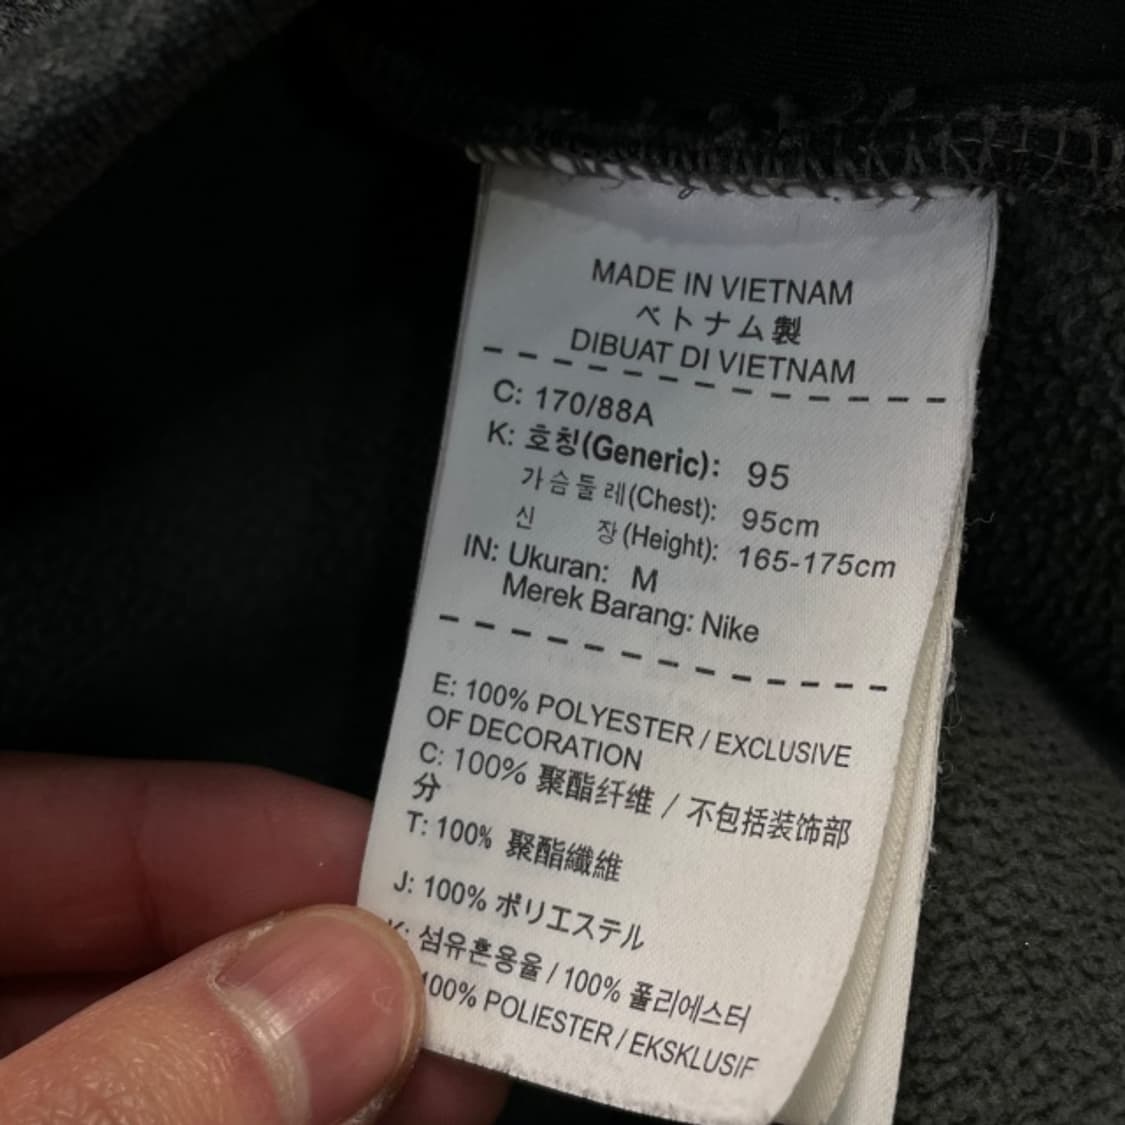 MADE IN VIETNAM
ベトナム製
DIBUAT DI VIETNAM
C: 170/88A
K: 호칭(Generic): 95
가슴둘레(Chest): 95cm
신 장(Height): 165-175cm
IN: Ukuran: M
Merek Barang: Nike
E: 100% POLYESTER / EXCLUSIVE
OF DECORATION
C: 100% 聚酯纤维 / 不包括装饰部
分
T: 100% 聚酯纖維
J: 100% ポリエステル
K: 섬유혼용율 / 100% 폴리에스터
100% POLIESTER / EKSKLUSIF